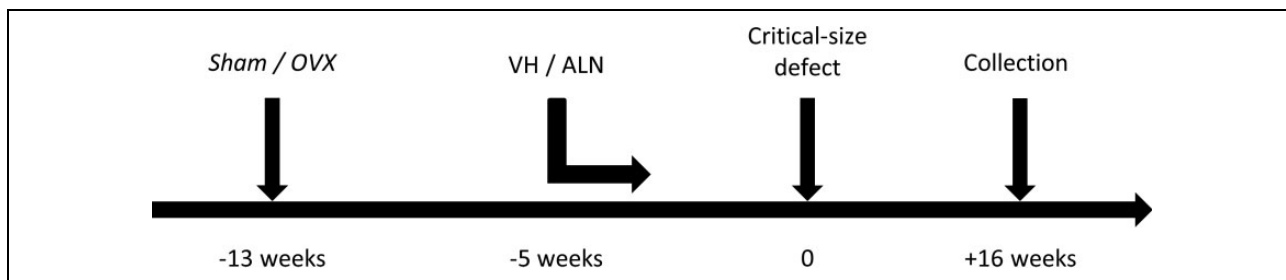 Sham / OVX
VH / ALN
Critical-size
defect
Collection
-13 weeks
-5 weeks
0
+16 weeks